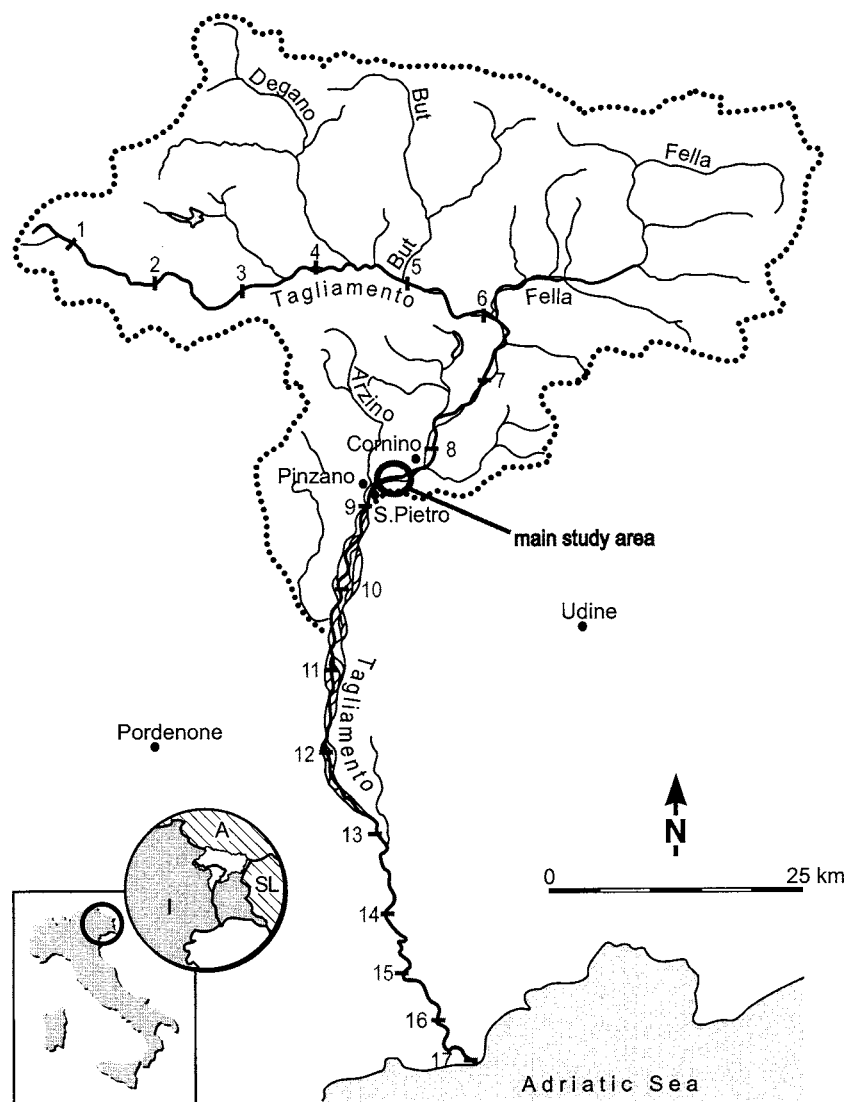 Degano
But
Fella
1
2
3
4
But
5
Tagliamento
6
Fella
Arzino
7
Cornino
8
Pinzano
9
S.Pietro
main study area
10
Udine
11
Tagliamento
Pordenone
12
13
N
A
SL
I
0 25 km
14
15
16
17
Adriatic Sea